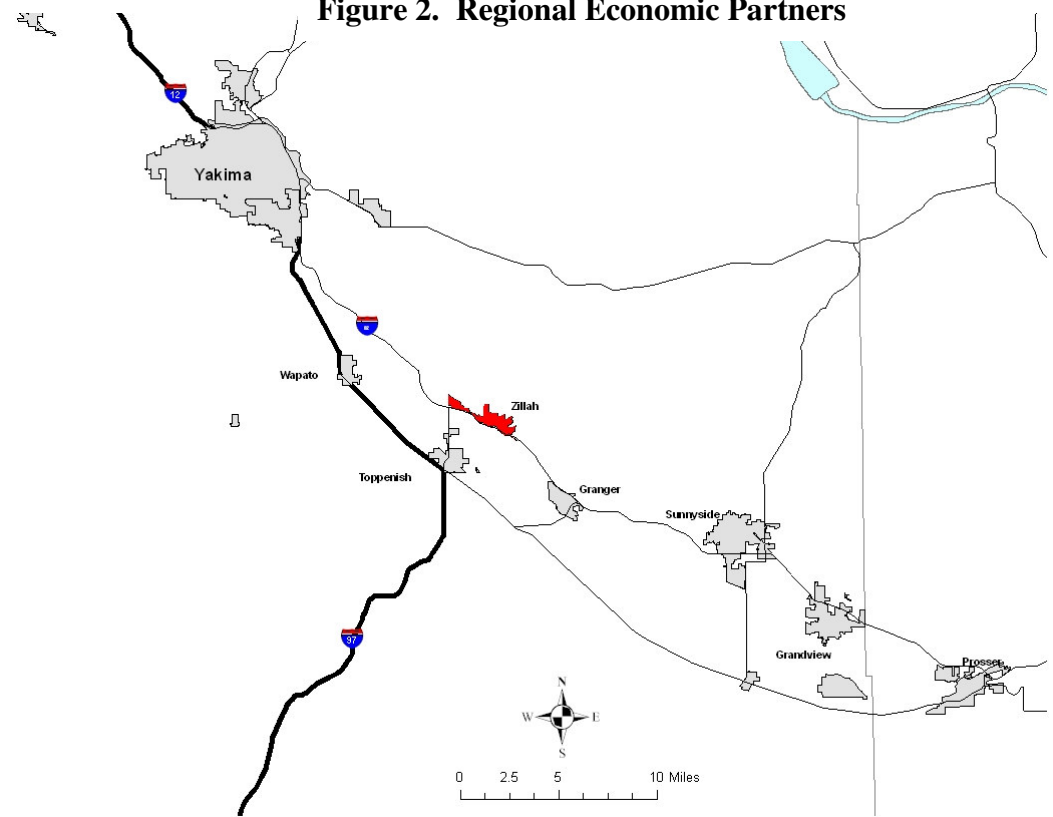 Figure 2.  Regional Economic Partners
12
Yakima
82
Wapato
Zillah
Toppenish
Granger
Sunnyside
97
Grandview
Prosser
N
W
E
S
0 2.5 5 10 Miles